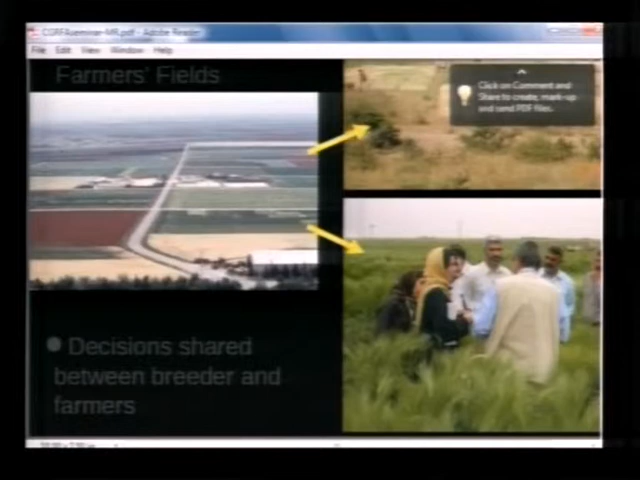 CGRFAseminar-MR.pdf - Adobe Reader
File Edit View Window Help
Farmers' Fields
Click on Comment and
Share to create, mark-up
and send PDF files.
Decisions shared
between breeder and
farmers